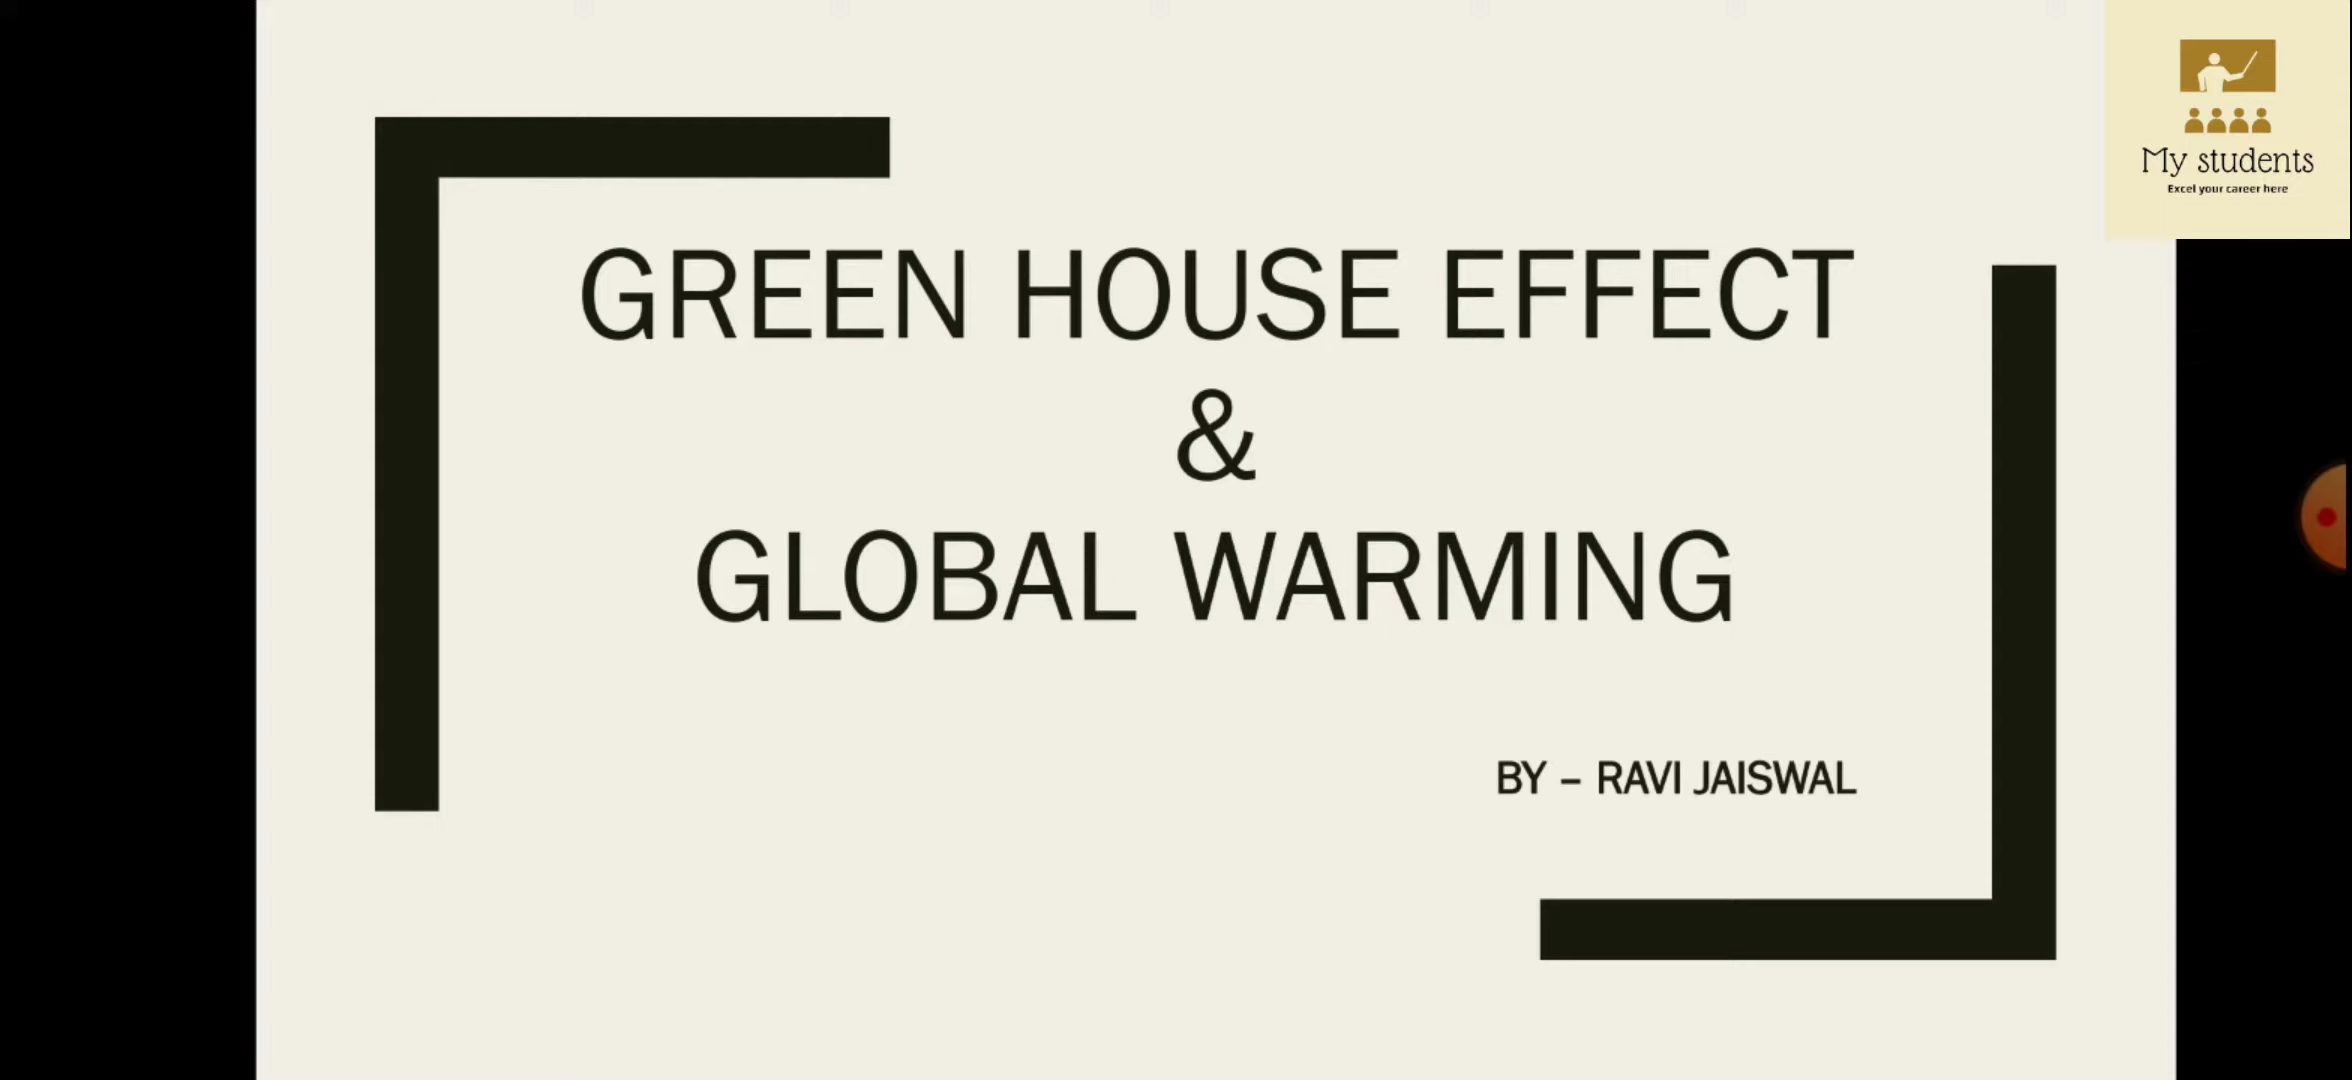 My students
Excel your career here
GREEN HOUSE EFFECT
&
GLOBAL WARMING
BY – RAVI JAISWAL